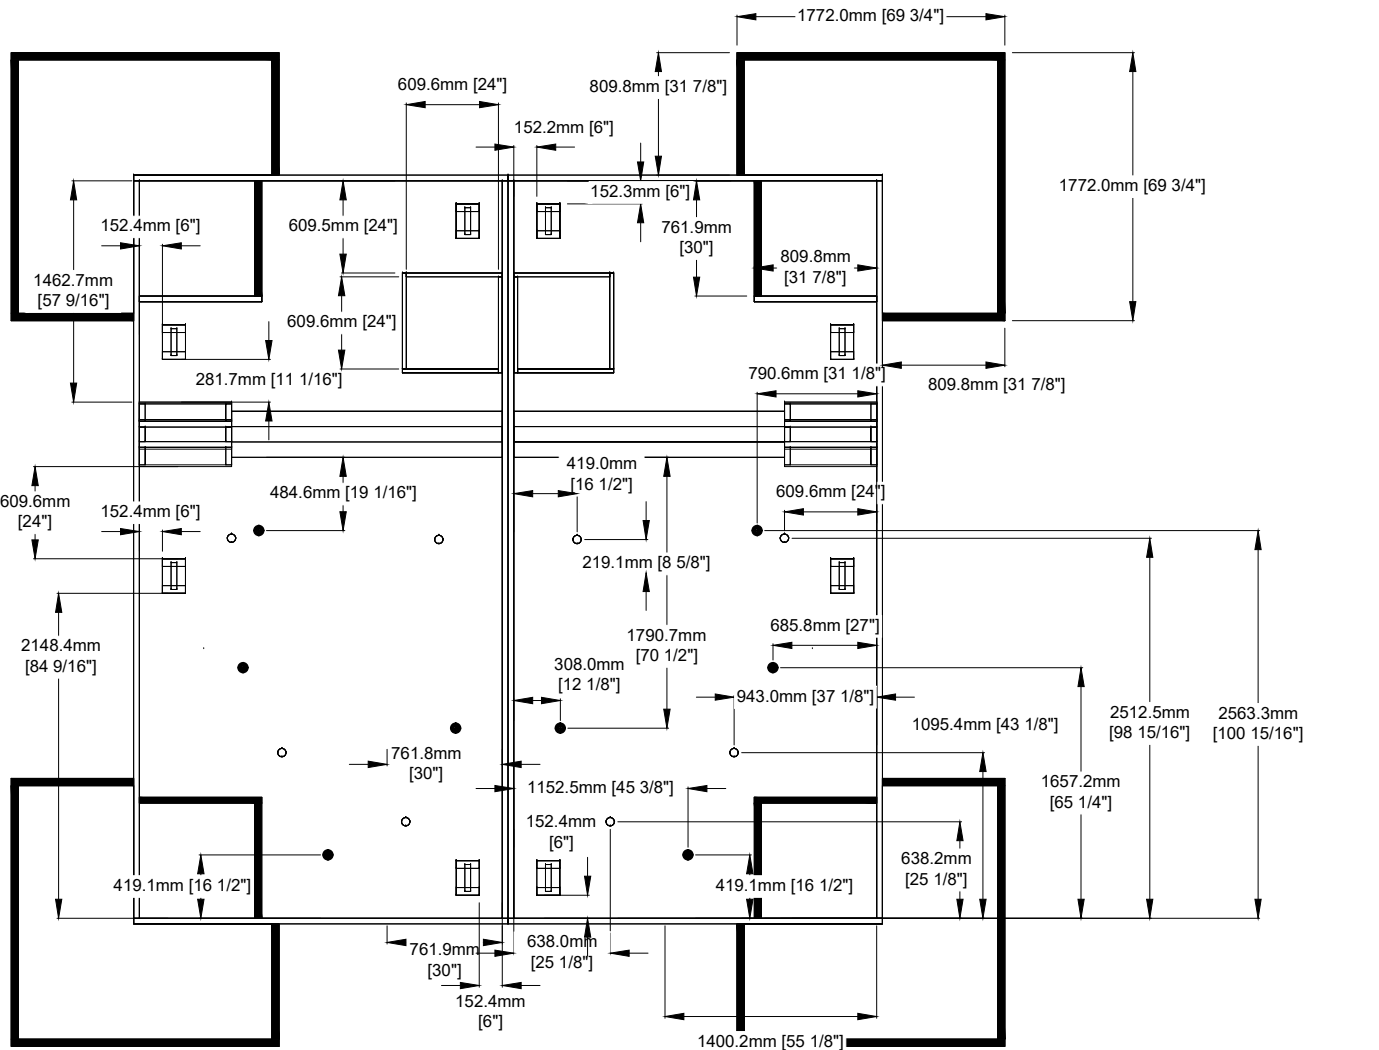 1772.0mm [69 3/4"]
609.6mm [24"]
809.8mm [31 7/8"]
152.2mm [6"]
1772.0mm [69 3/4"]
152.3mm [6"]
152.4mm [6"]
609.5mm [24"]
761.9mm
[30"]
809.8mm
[31 7/8"]
1462.7mm
[57 9/16"]
609.6mm [24"]
281.7mm [11 1/16"]
790.6mm [31 1/8"]
809.8mm [31 7/8"]
419.0mm
[16 1/2"]
484.6mm [19 1/16"]
609.6mm [24"]
609.6mm
[24"]
152.4mm [6"]
219.1mm [8 5/8"]
2148.4mm
[84 9/16"]
1790.7mm
[70 1/2"]
685.8mm [27"]
308.0mm
[12 1/8"]
943.0mm [37 1/8"]
1095.4mm [43 1/8"]
2512.5mm
[98 15/16"]
2563.3mm
[100 15/16"]
761.8mm
[30"]
1152.5mm [45 3/8"]
1657.2mm
[65 1/4"]
152.4mm
[6"]
638.2mm
[25 1/8"]
419.1mm [16 1/2"]
419.1mm [16 1/2"]
761.9mm
[30"]
638.0mm
[25 1/8"]
152.4mm
[6"]
1400.2mm [55 1/8"]